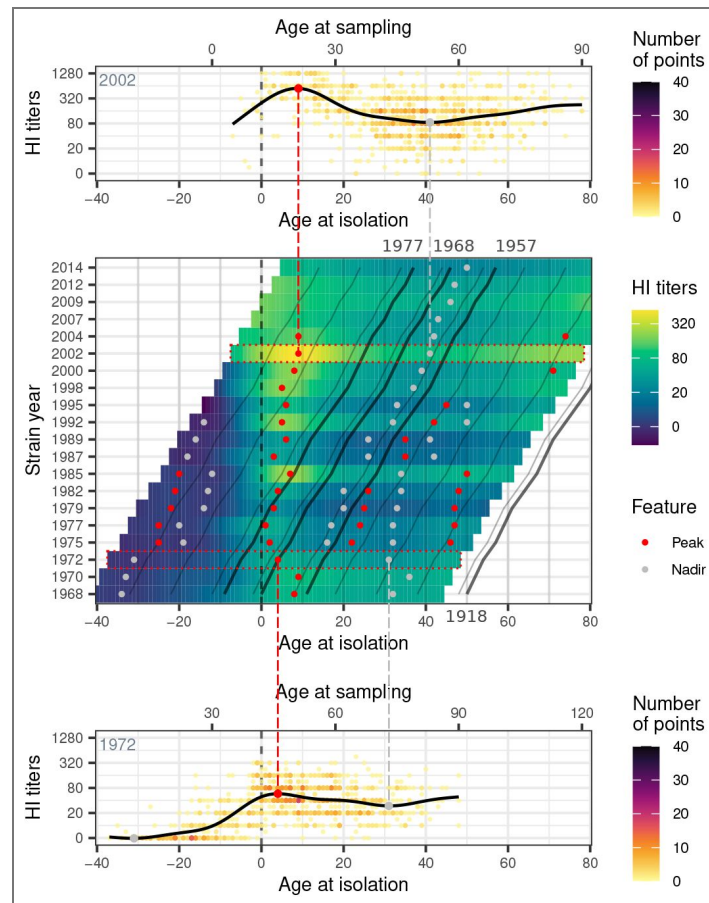 Age at sampling
0 30 60 90
HI titers
1280
320
80
20
0
2002
−40 −20 0 20 40 60 80
Age at isolation
Number
of points
40
30
20
10
0
1977 1968 1957
Strain year
2014
2012
2009
2007
2004
2002
2000
1998
1995
1992
1989
1987
1985
1982
1979
1977
1975
1972
1970
1968
1918
−40 −20 0 20 40 60 80
Age at isolation
HI titers
320
80
20
0
Feature
Peak
Nadir
Age at sampling
30 60 90 120
HI titers
1280
320
80
20
0
1972
−40 −20 0 20 40 60 80
Age at isolation
Number
of points
40
30
20
10
0